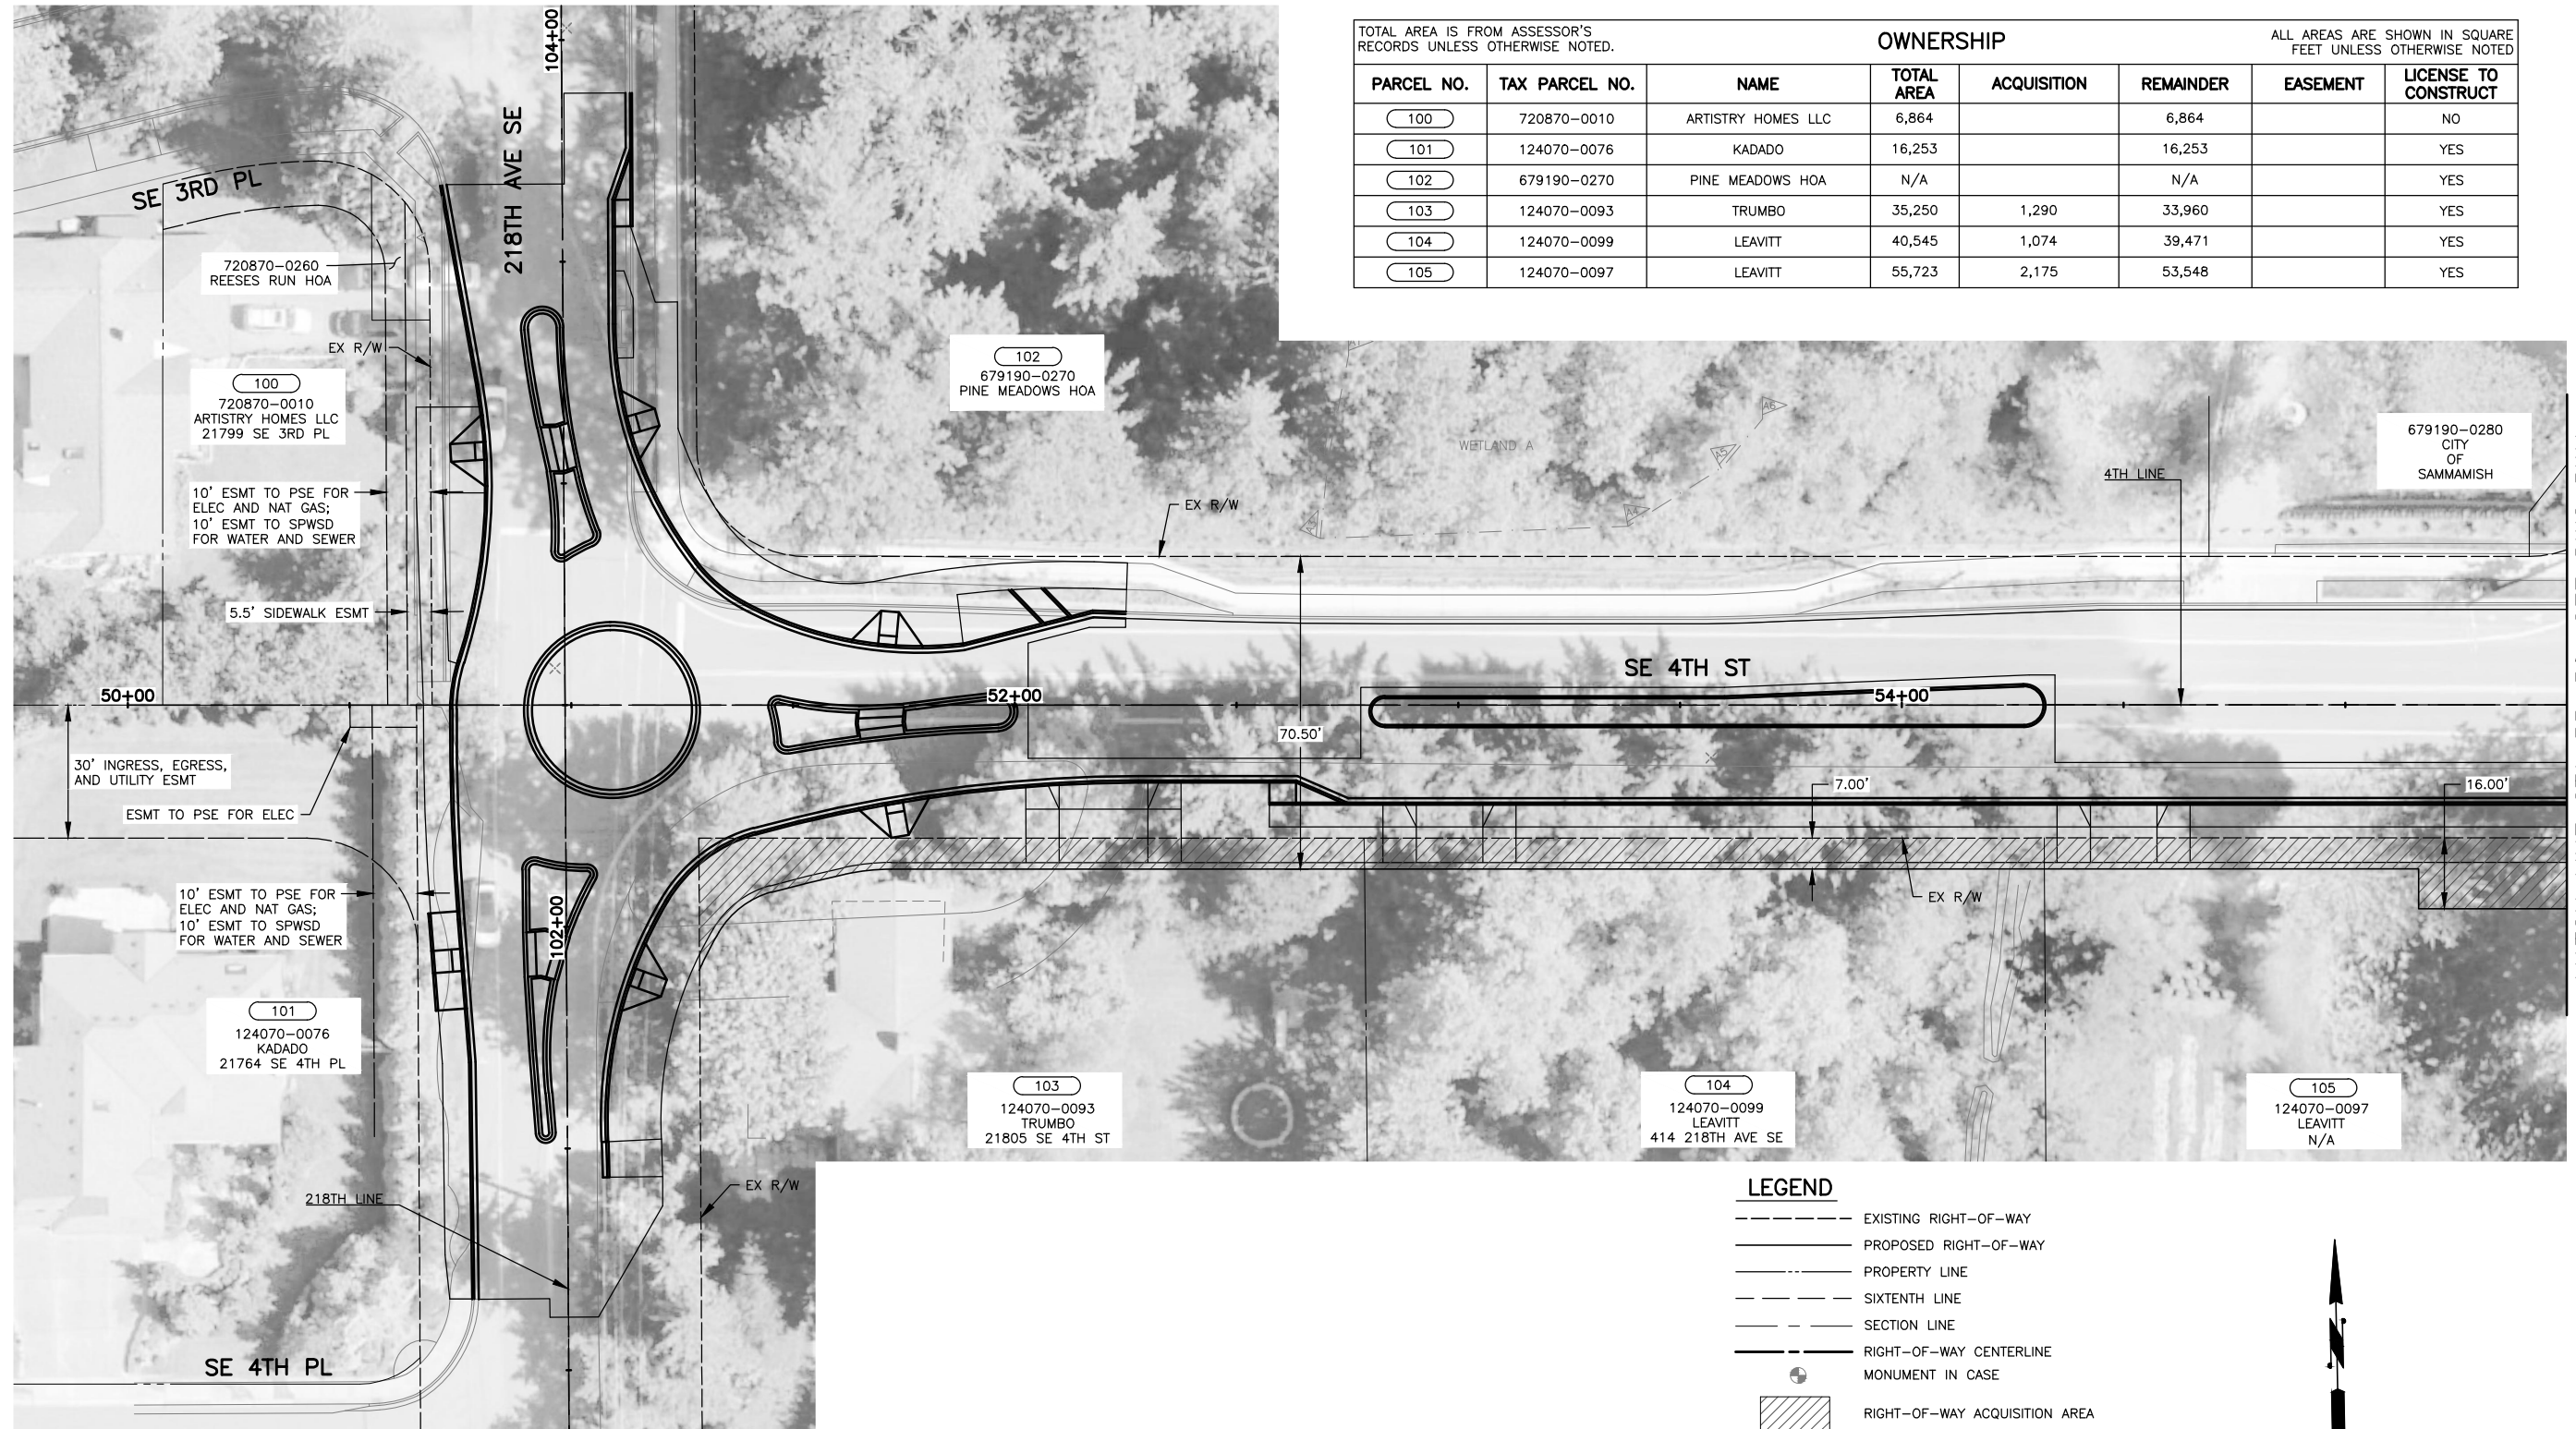 TOTAL AREA IS FROM ASSESSOR'S
RECORDS UNLESS OTHERWISE NOTED.
OWNERSHIP
ALL AREAS ARE SHOWN IN SQUARE
FEET UNLESS OTHERWISE NOTED
PARCEL NO. TAX PARCEL NO. NAME TOTAL AREA ACQUISITION REMAINDER EASEMENT LICENSE TO CONSTRUCT
100 720870-0010 ARTISTRY HOMES LLC 6,864 6,864 NO
101 124070-0076 KADADO 16,253 16,253 YES
102 679190-0270 PINE MEADOWS HOA N/A N/A YES
103 124070-0093 TRUMBO 35,250 1,290 33,960 YES
104 124070-0099 LEAVITT 40,545 1,074 39,471 YES
105 124070-0097 LEAVITT 55,723 2,175 53,548 YES
104+00
218TH AVE SE
SE 3RD PL
720870-0260
REESES RUN HOA
EX R/W
100
720870-0010
ARTISTRY HOMES LLC
21799 SE 3RD PL
102
679190-0270
PINE MEADOWS HOA
A6
WETLAND A
A5
A4
679190-0280
CITY
OF
SAMMAMISH
4TH LINE
10' ESMT TO PSE FOR
ELEC AND NAT GAS;
10' ESMT TO SPWSD
FOR WATER AND SEWER
EX R/W
5.5' SIDEWALK ESMT
SE 4TH ST
50+00
52+00
54+00
70.50'
30' INGRESS, EGRESS,
AND UTILITY ESMT
ESMT TO PSE FOR ELEC
7.00'
16.00'
10' ESMT TO PSE FOR
ELEC AND NAT GAS;
10' ESMT TO SPWSD
FOR WATER AND SEWER
102+00
EX R/W
101
124070-0076
KADADO
21764 SE 4TH PL
103
124070-0093
TRUMBO
21805 SE 4TH ST
104
124070-0099
LEAVITT
414 218TH AVE SE
105
124070-0097
LEAVITT
N/A
218TH LINE
EX R/W
SE 4TH PL
LEGEND
EXISTING RIGHT-OF-WAY
PROPOSED RIGHT-OF-WAY
PROPERTY LINE
SIXTENTH LINE
SECTION LINE
RIGHT-OF-WAY CENTERLINE
MONUMENT IN CASE
RIGHT-OF-WAY ACQUISITION AREA